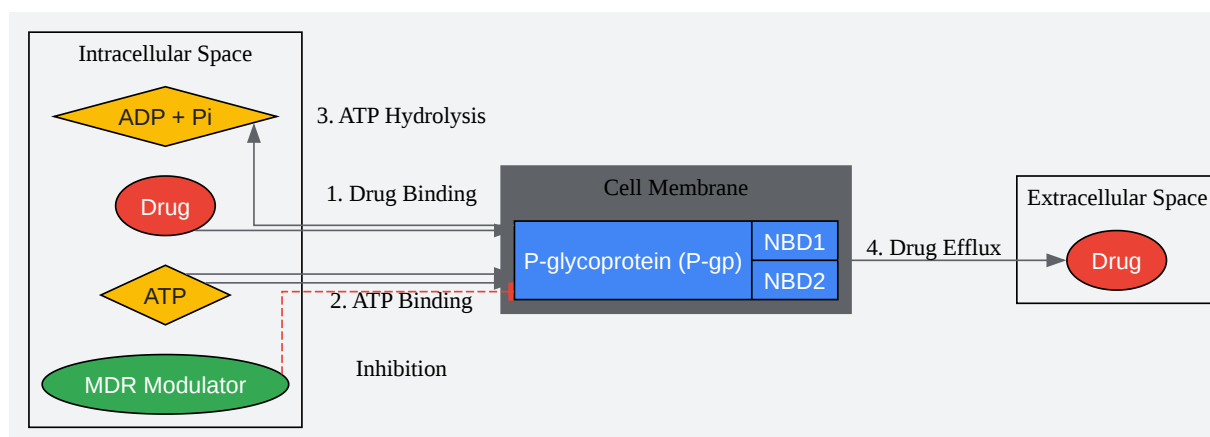 Intracellular Space
ADP + Pi
3. ATP Hydrolysis
Drug
1. Drug Binding
ATP
2. ATP Binding
MDR Modulator
Inhibition
Cell Membrane
P-glycoprotein (P-gp)
NBD1
NBD2
4. Drug Efflux
Extracellular Space
Drug